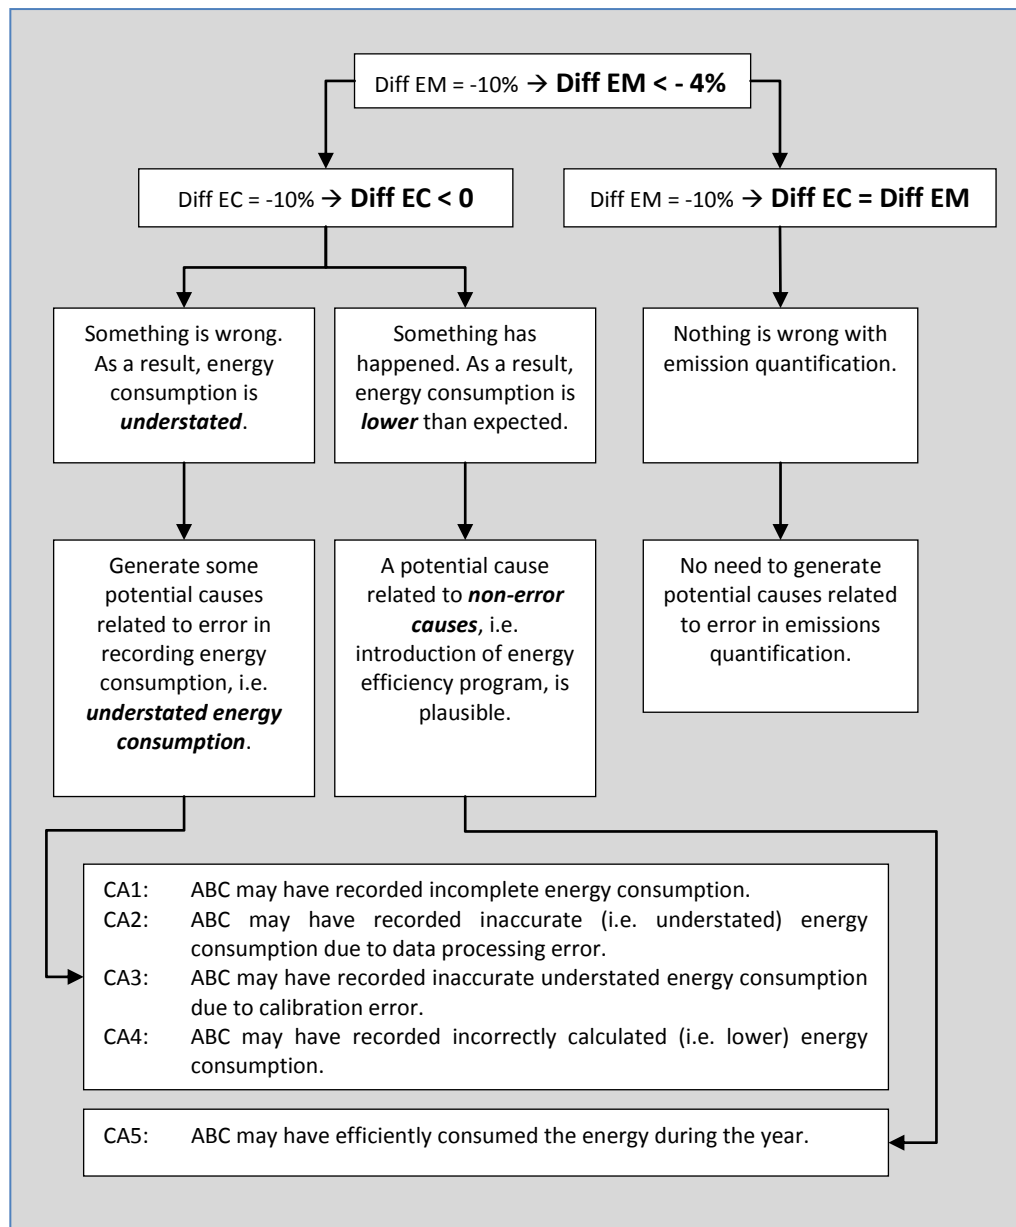 Diff EM = -10% → Diff EM < - 4%
Diff EC = -10% → Diff EC < 0
Diff EM = -10% → Diff EC = Diff EM
Something is wrong.
As a result, energy
consumption is
understated.
Something has
happened. As a result,
energy consumption is
lower than expected.
Nothing is wrong with
emission quantification.
Generate some
potential causes
related to error in
recording energy
consumption, i.e.
understated energy
consumption.
A potential cause
related to non-error
causes, i.e.
introduction of energy
efficiency program, is
plausible.
No need to generate
potential causes related
to error in emissions
quantification.
CA1: ABC may have recorded incomplete energy consumption.
CA2: ABC may have recorded inaccurate (i.e. understated) energy
consumption due to data processing error.
CA3: ABC may have recorded inaccurate understated energy consumption
due to calibration error.
CA4: ABC may have recorded incorrectly calculated (i.e. lower) energy
consumption.
CA5: ABC may have efficiently consumed the energy during the year.